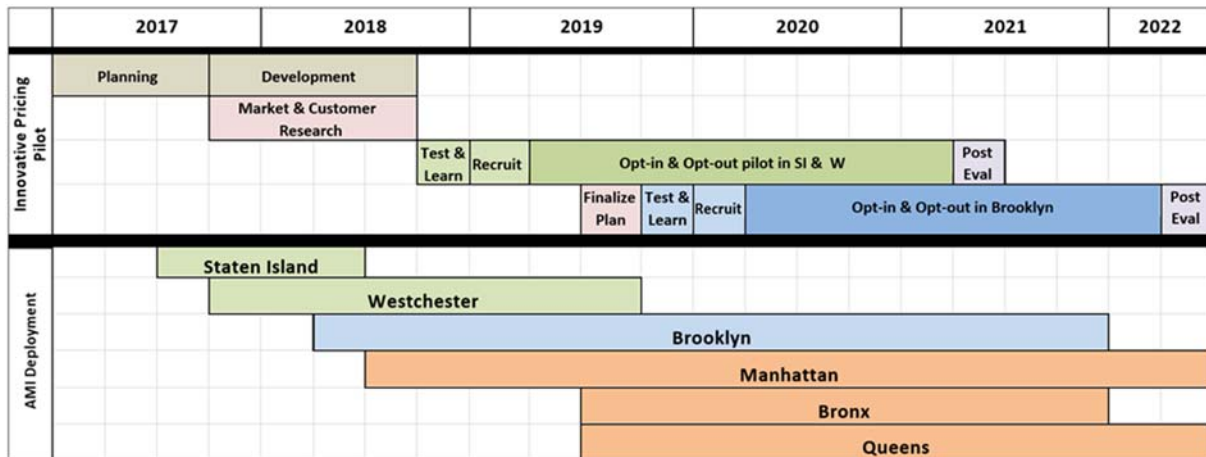 2017 2018 2019 2020 2021 2022
Innovative Pricing
Pilot
Planning Development
Market & Customer
Research
Test &
Learn
Recruit
Opt-in & Opt-out pilot in SI & W
Post
Eval
Finalize
Plan
Test &
Learn
Recruit
Opt-in & Opt-out in Brooklyn
Post
Eval
AMI Deployment
Staten Island
Westchester
Brooklyn
Manhattan
Bronx
Queens